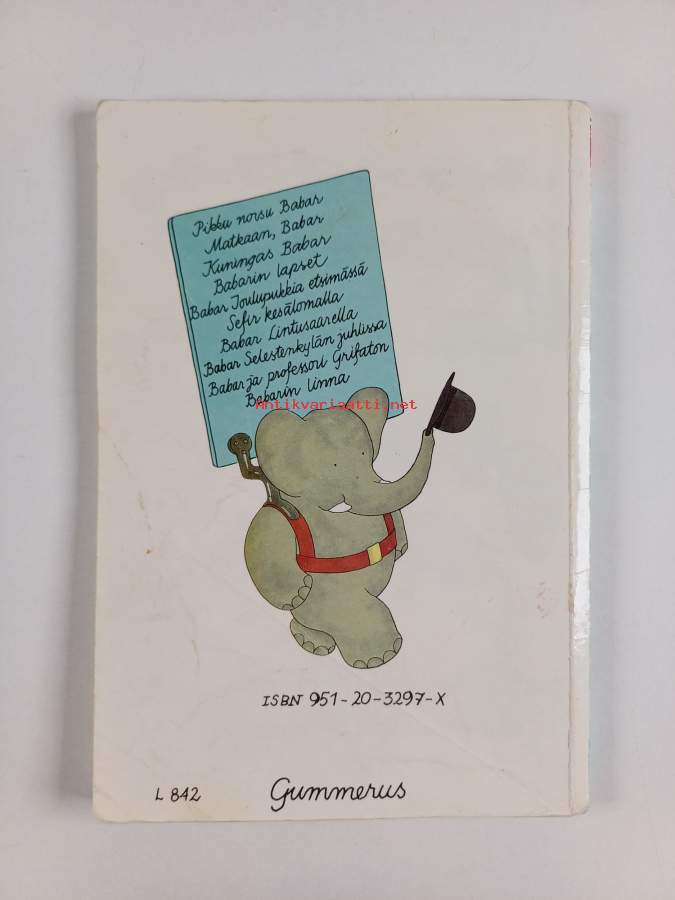 Pikku norsu Babar
Matkaan, Babar
Kuningas Babar
Babarin lapset
Babar Joulupukkia etsimässä
Sefir kesälomalla
Babar Lintusaarella
Babar Selestenkylän juhlissa
Babar ja professori Grifaton
Babarin linna
Antikvariaatti.net
ISBN 951-20-3297-X
L 842
Gummerus